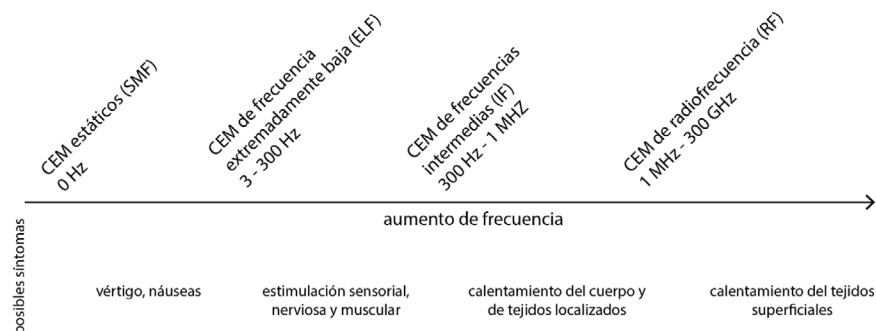 CEM estáticos (SMF)
0 Hz
CEM de frecuencia
extremadamente baja (ELF)
3 - 300 Hz
CEM de frecuencias
intermedias (IF)
300 Hz - 1 MHZ
CEM de radiofrecuencia (RF)
1 MHz - 300 GHz
aumento de frecuencia
posibles síntomas
vértigo, náuseas
estimulación sensorial,
nerviosa y muscular
calentamiento del cuerpo y
de tejidos localizados
calentamiento del tejidos
superficiales